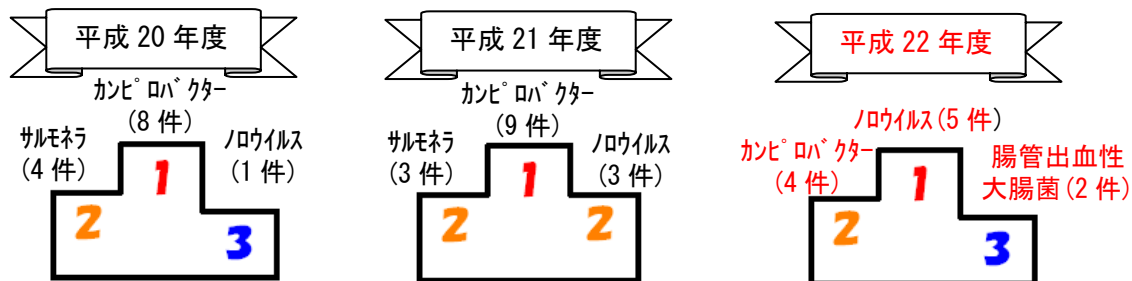 平成 20 年度
カンピロバクター
(8 件)
サルモネラ
(4 件)
ノロウイルス
(1 件)
1
2
3
平成 21 年度
カンピロバクター
(9 件)
サルモネラ
(3 件)
ノロウイルス
(3 件)
1
2
2
平成 22 年度
ノロウイルス(5 件)
カンピロバクター
(4 件)
腸管出血性
大腸菌(2 件)
1
2
3